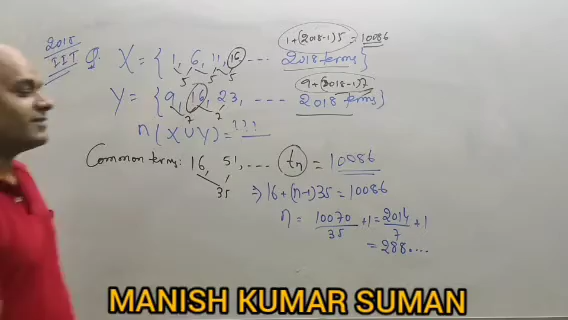 2018
IIT
Q. X = { 1, 6, 11, 16 ---- 2018 terms }
1+(2018-1)5 = 10086
5 5 5
Y = { 9, 16, 23, ---- 2018 terms }
9+(2018-1)7
7 7
n(X∪Y) = ???
Common terms: 16, 51, ---- tn = 10086
35
⇒ 16 + (n-1)35 = 10086
n = 10070/35 + 1 = 2014/7 + 1
= 288....
MANISH KUMAR SUMAN